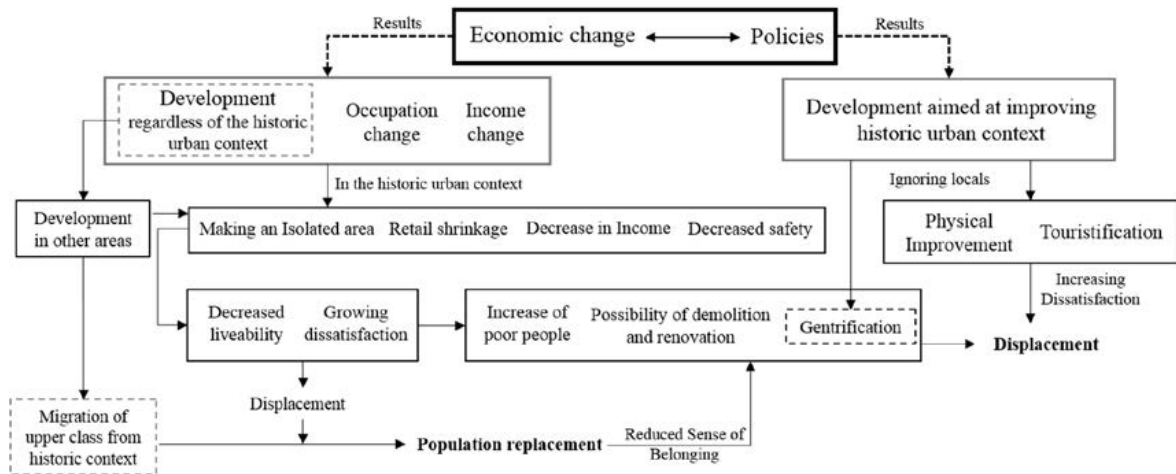 Results
Economic change
Policies
Results
Development
regardless of the historic
urban context
Occupation
change
Income
change
Development aimed at improving
historic urban context
In the historic urban context
Ignoring locals
Development
in other areas
Making an Isolated area
Retail shrinkage
Decrease in Income
Decreased safety
Physical
Improvement
Touristification
Increasing
Dissatisfaction
Decreased
liveability
Growing
dissatisfaction
Increase of
poor people
Possibility of demolition
and renovation
Gentrification
Displacement
Displacement
Migration of
upper class from
historic context
Population replacement
Reduced Sense of
Belonging